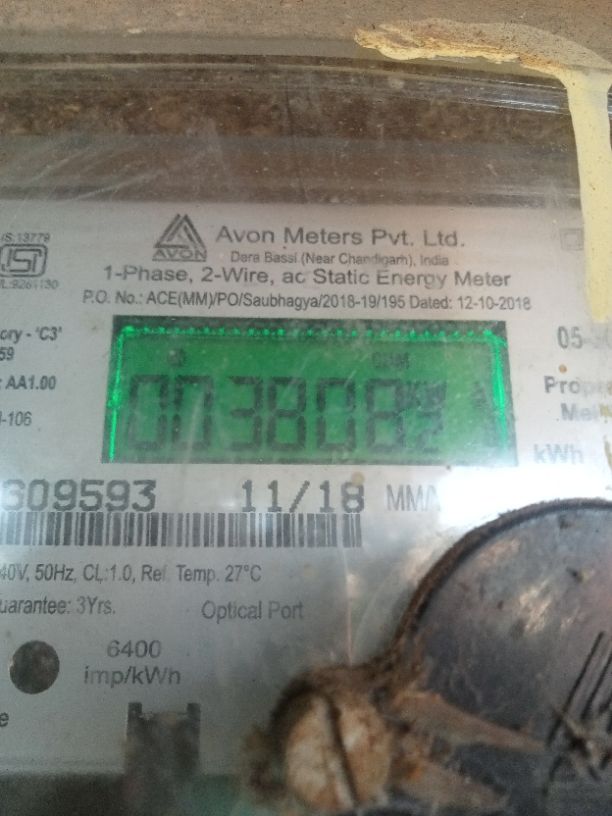 IS:13779
AVON
Avon Meters Pvt. Ltd.
Dera Bassi (Near Chandigarh), India
1-Phase, 2-Wire, ac Static Energy Meter
P.O. No.: ACE(MM)/PO/Saubhagya/2018-19/195 Dated: 12-10-2018
ory - 'C3'
59
AA1.00
-106
003808
kWh
609593 11/18 MMA
40V, 50Hz, CL:1.0, Ref. Temp. 27°C
uarantee: 3Yrs.
Optical Port
6400
imp/kWh